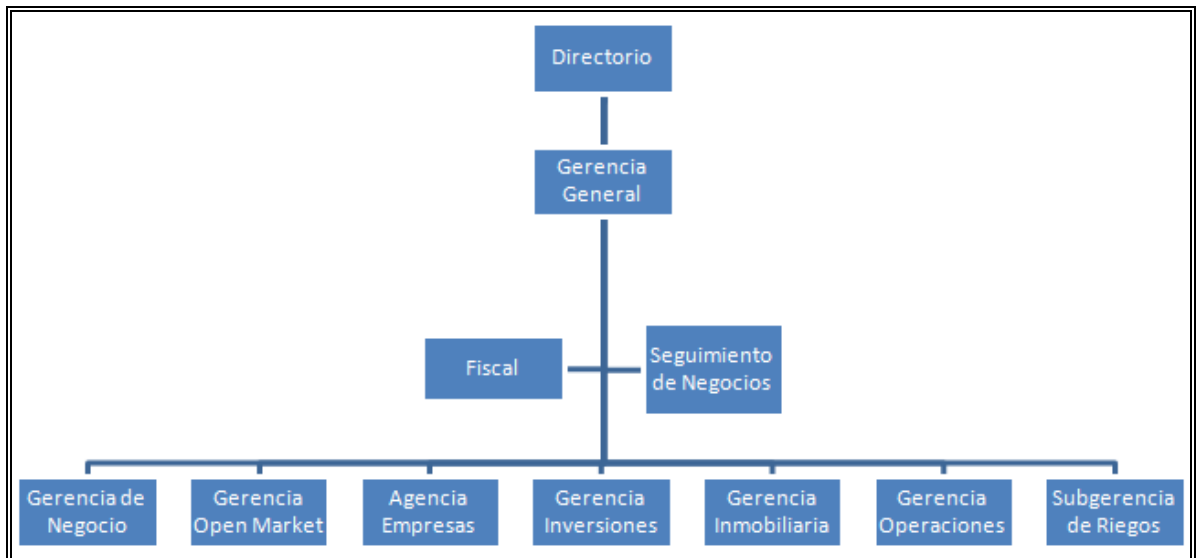 Directorio
Gerencia
General
Fiscal
Seguimiento
de Negocios
Gerencia de
Negocio
Gerencia
Open Market
Agencia
Empresas
Gerencia
Inversiones
Gerencia
Inmobiliaria
Gerencia
Operaciones
Subgerencia
de Riegos